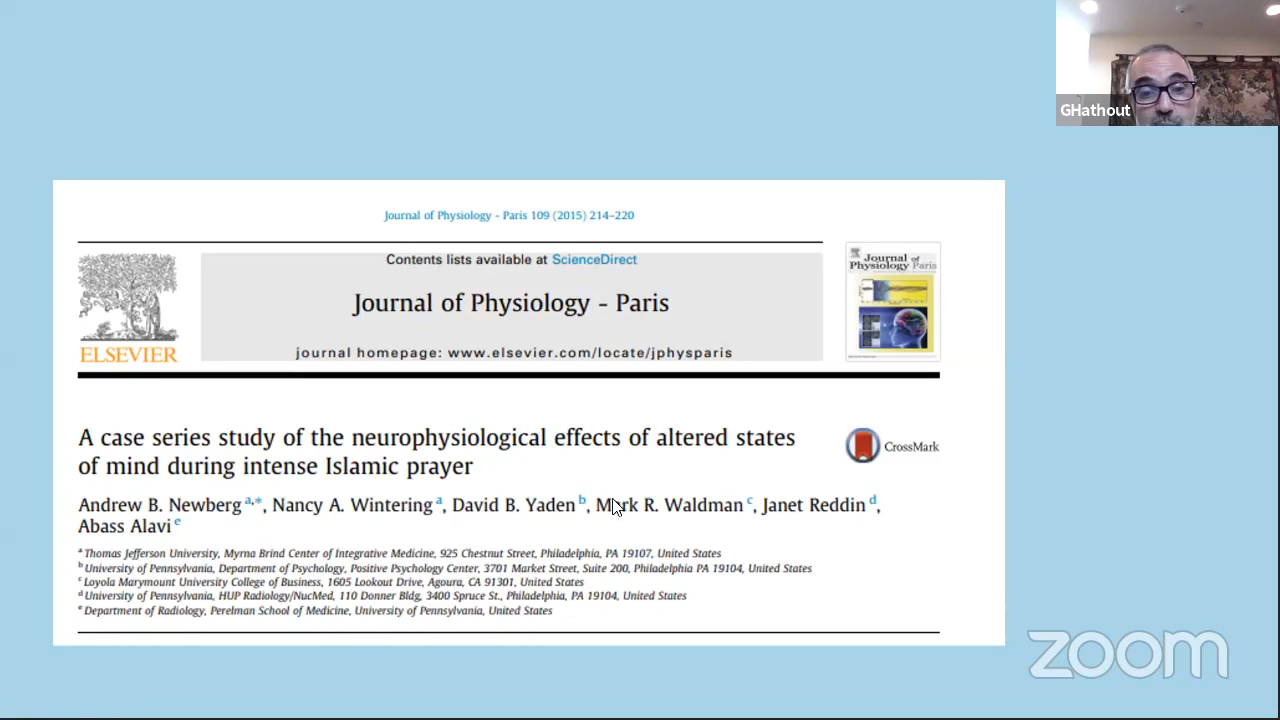 GHathout
Journal of Physiology - Paris 109 (2015) 214–220
Contents lists available at ScienceDirect
Journal of Physiology - Paris
journal homepage: www.elsevier.com/locate/jphysparis
ELSEVIER
Journal of
Physiology Paris
A case series study of the neurophysiological effects of altered states
of mind during intense Islamic prayer
CrossMark
Andrew B. Newberg a,*, Nancy A. Wintering a, David B. Yaden b, Mark R. Waldman c, Janet Reddin d,
Abass Alavi e
a Thomas Jefferson University, Myrna Brind Center of Integrative Medicine, 925 Chestnut Street, Philadelphia, PA 19107, United States
b University of Pennsylvania, Department of Psychology, Positive Psychology Center, 3701 Market Street, Suite 200, Philadelphia PA 19104, United States
c Loyola Marymount University College of Business, 1605 Lookout Drive, Agoura, CA 91301, United States
d University of Pennsylvania, HUP Radiology/NucMed, 110 Donner Bldg, 3400 Spruce St., Philadelphia, PA 19104, United States
e Department of Radiology, Perelman School of Medicine, University of Pennsylvania, United States
zoom